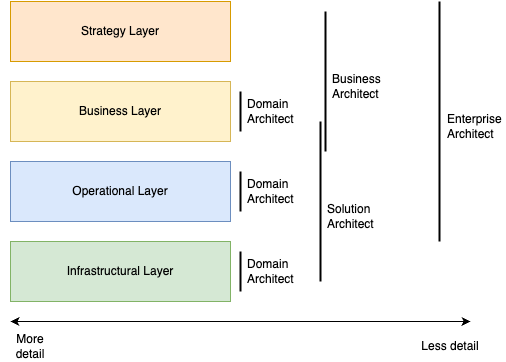 Strategy Layer
Business
Architect
Business Layer
Domain
Architect
Enterprise
Architect
Operational Layer
Domain
Architect
Solution
Architect
Infrastructural Layer
Domain
Architect
More
detail
Less detail